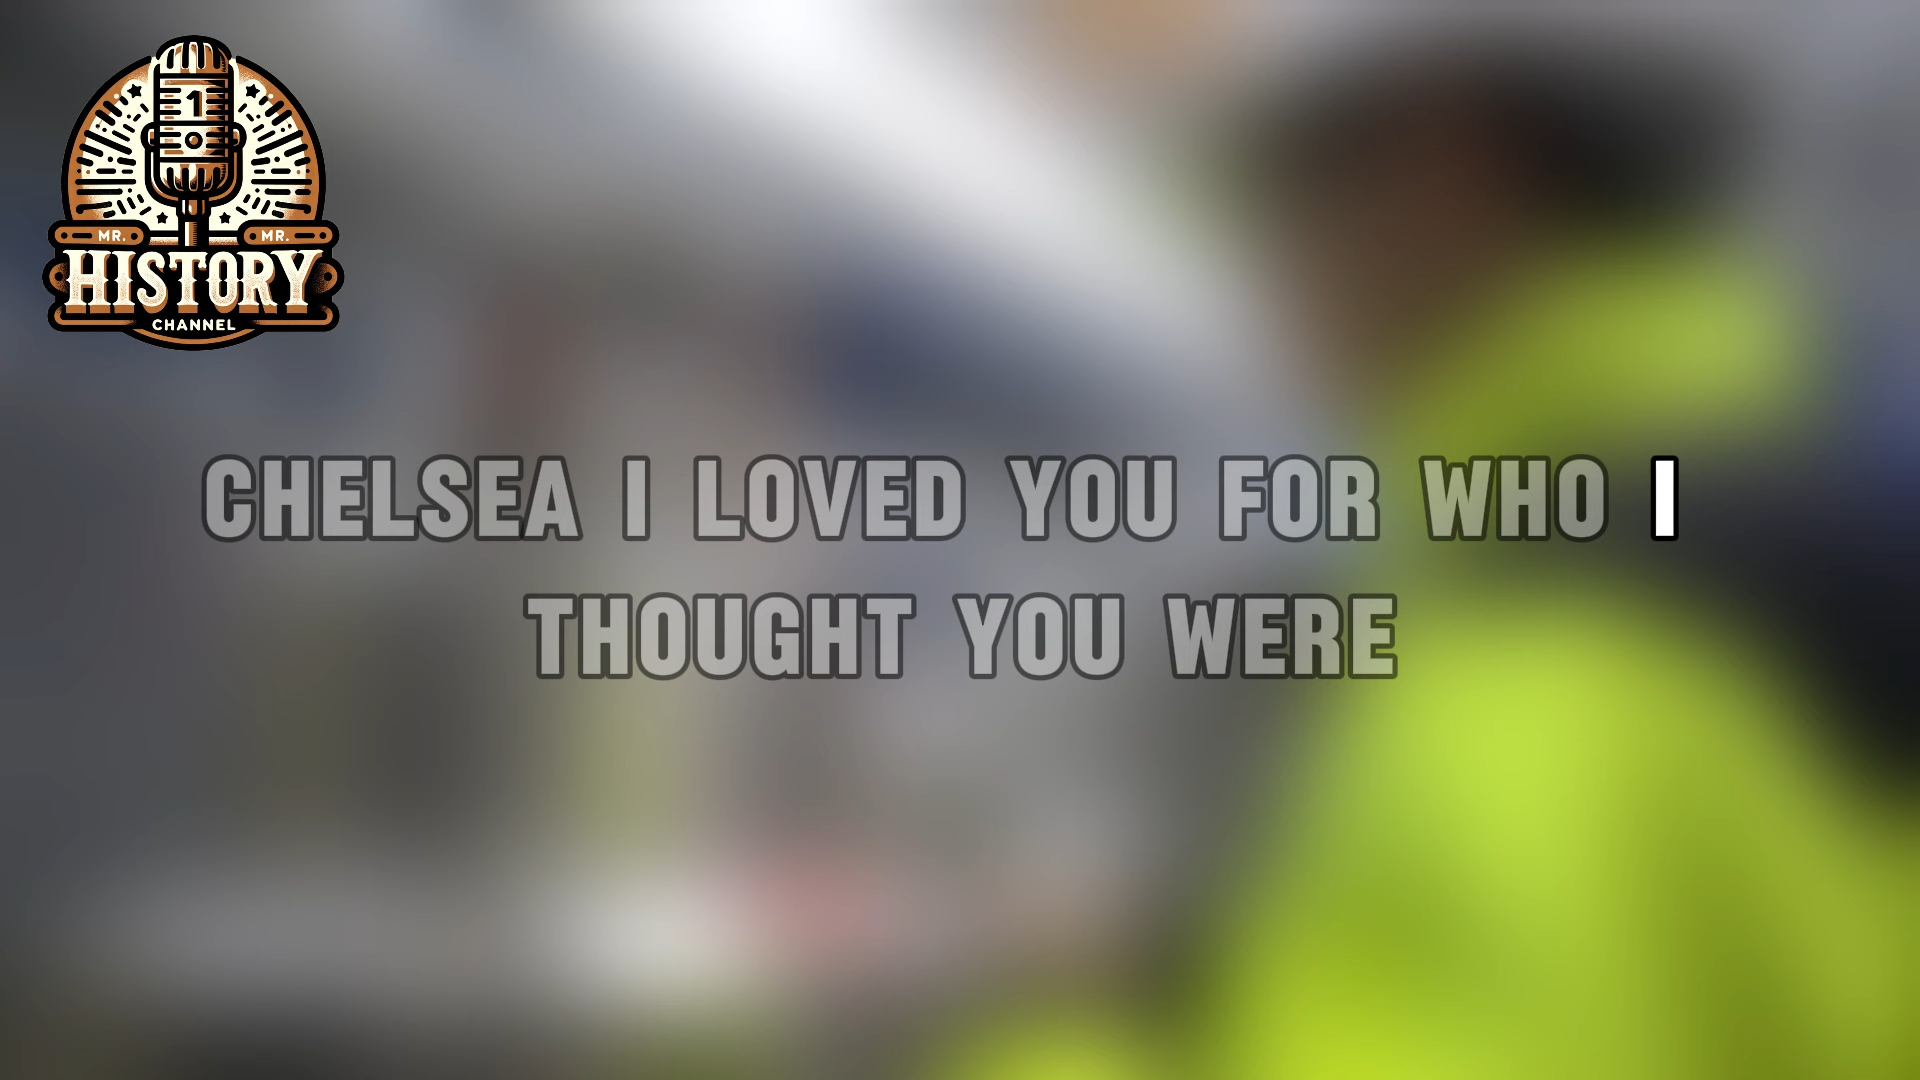 1
MR. MR.
HISTORY
CHANNEL
CHELSEA I LOVED YOU FOR WHO I
THOUGHT YOU WERE